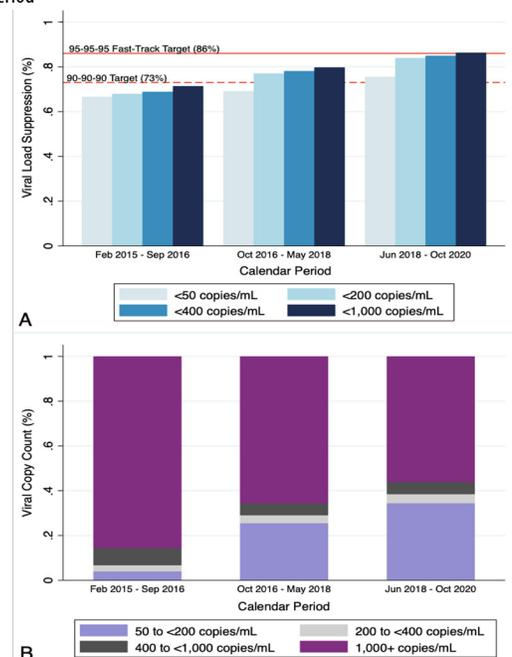 1
95-95-95 Fast-Track Target (86%)
.8
90-90-90 Target (73%)
.6
.4
.2
0
Viral Load Suppression (%)
Feb 2015 - Sep 2016 Oct 2016 - May 2018 Jun 2018 - Oct 2020
Calendar Period
<50 copies/mL <200 copies/mL
<400 copies/mL <1,000 copies/mL
A
1
.8
.6
.4
.2
0
Viral Copy Count (%)
Feb 2015 - Sep 2016 Oct 2016 - May 2018 Jun 2018 - Oct 2020
Calendar Period
50 to <200 copies/mL 200 to <400 copies/mL
400 to <1,000 copies/mL 1,000+ copies/mL
B